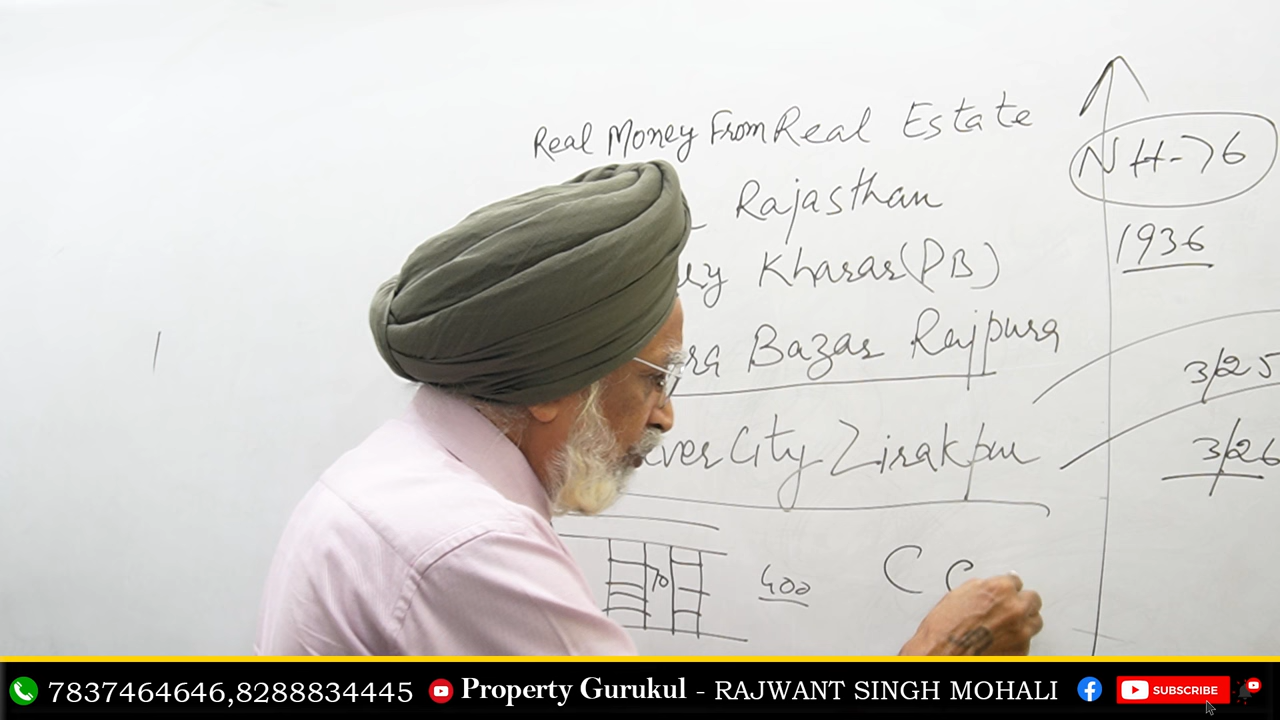 Real Money From Real Estate
Rajasthan
Kharar (PB)
Bazar Rajpura
City Zirakpur
70
400
C C
NH-76
1936
3/25
3/26
7837464646,8288834445
Property Gurukul - RAJWANT SINGH MOHALI
SUBSCRIBE